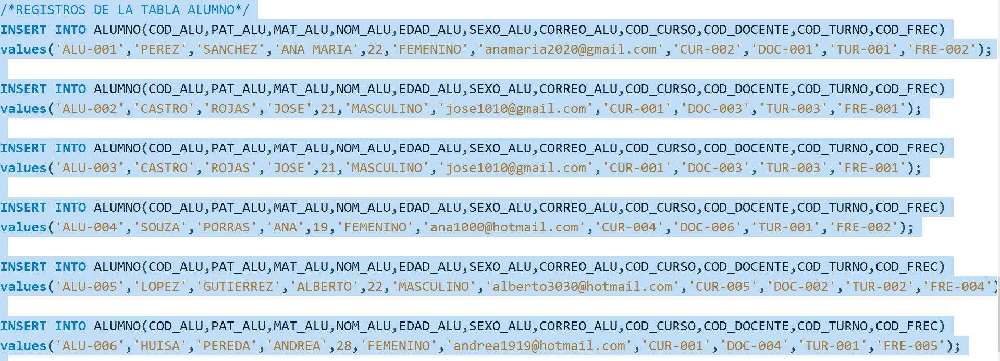 /*REGISTROS DE LA TABLA ALUMNO*/
INSERT INTO ALUMNO(COD_ALU,PAT_ALU,MAT_ALU,NOM_ALU,EDAD_ALU,SEXO_ALU,CORREO_ALU,COD_CURSO,COD_DOCENTE,COD_TURNO,COD_FREC)
values('ALU-001','PEREZ','SANCHEZ','ANA MARIA',22,'FEMENINO','anamaria2020@gmail.com','CUR-002','DOC-001','TUR-001','FRE-002');
INSERT INTO ALUMNO(COD_ALU,PAT_ALU,MAT_ALU,NOM_ALU,EDAD_ALU,SEXO_ALU,CORREO_ALU,COD_CURSO,COD_DOCENTE,COD_TURNO,COD_FREC)
values('ALU-002','CASTRO','ROJAS','JOSE',21,'MASCULINO','jose1010@gmail.com','CUR-001','DOC-003','TUR-003','FRE-001');
INSERT INTO ALUMNO(COD_ALU,PAT_ALU,MAT_ALU,NOM_ALU,EDAD_ALU,SEXO_ALU,CORREO_ALU,COD_CURSO,COD_DOCENTE,COD_TURNO,COD_FREC)
values('ALU-003','CASTRO','ROJAS','JOSE',21,'MASCULINO','jose1010@gmail.com','CUR-001','DOC-003','TUR-003','FRE-001');
INSERT INTO ALUMNO(COD_ALU,PAT_ALU,MAT_ALU,NOM_ALU,EDAD_ALU,SEXO_ALU,CORREO_ALU,COD_CURSO,COD_DOCENTE,COD_TURNO,COD_FREC)
values('ALU-004','SOUZA','PORRAS','ANA',19,'FEMENINO','ana1000@hotmail.com','CUR-004','DOC-006','TUR-001','FRE-002');
INSERT INTO ALUMNO(COD_ALU,PAT_ALU,MAT_ALU,NOM_ALU,EDAD_ALU,SEXO_ALU,CORREO_ALU,COD_CURSO,COD_DOCENTE,COD_TURNO,COD_FREC)
values('ALU-005','LOPEZ','GUTIERREZ','ALBERTO',22,'MASCULINO','alberto3030@hotmail.com','CUR-005','DOC-002','TUR-002','FRE-004')
INSERT INTO ALUMNO(COD_ALU,PAT_ALU,MAT_ALU,NOM_ALU,EDAD_ALU,SEXO_ALU,CORREO_ALU,COD_CURSO,COD_DOCENTE,COD_TURNO,COD_FREC)
values('ALU-006','HUISA','PEREDA','ANDREA',28,'FEMENINO','andrea1919@hotmail.com','CUR-001','DOC-004','TUR-001','FRE-005');